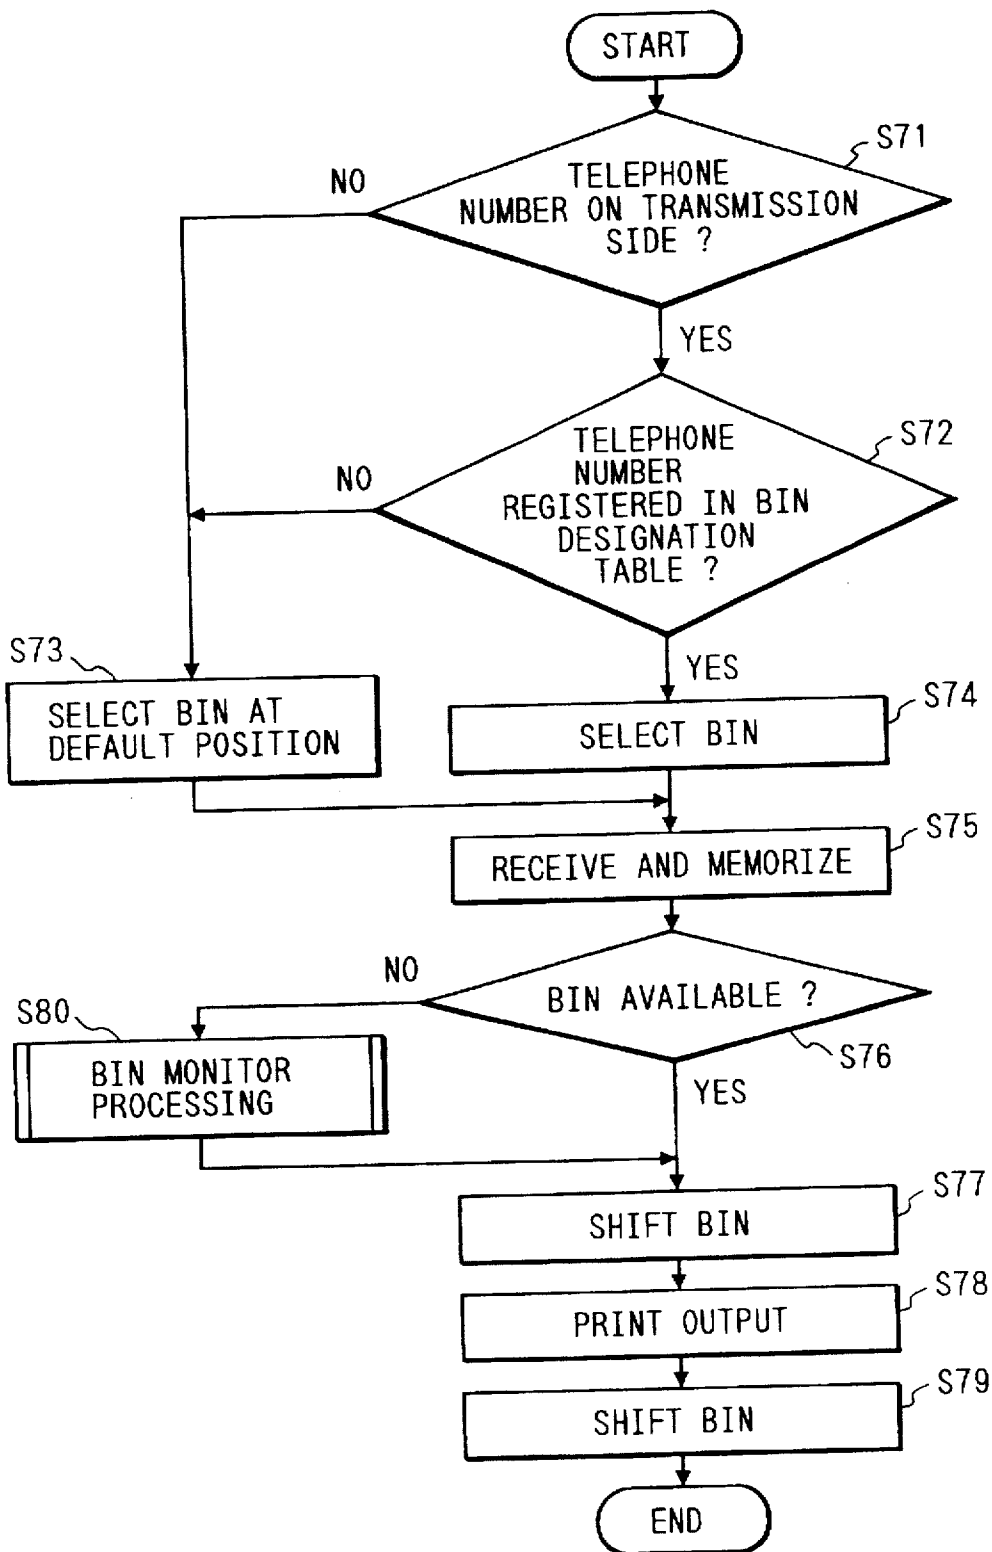 START
S71
TELEPHONE
NUMBER ON TRANSMISSION
SIDE ?
NO
YES
S72
TELEPHONE
NUMBER
REGISTERED IN BIN
DESIGNATION
TABLE ?
NO
YES
S73
SELECT BIN AT
DEFAULT POSITION
S74
SELECT BIN
S75
RECEIVE AND MEMORIZE
NO
BIN AVAILABLE ?
S76
YES
S80
BIN MONITOR
PROCESSING
S77
SHIFT BIN
S78
PRINT OUTPUT
S79
SHIFT BIN
END